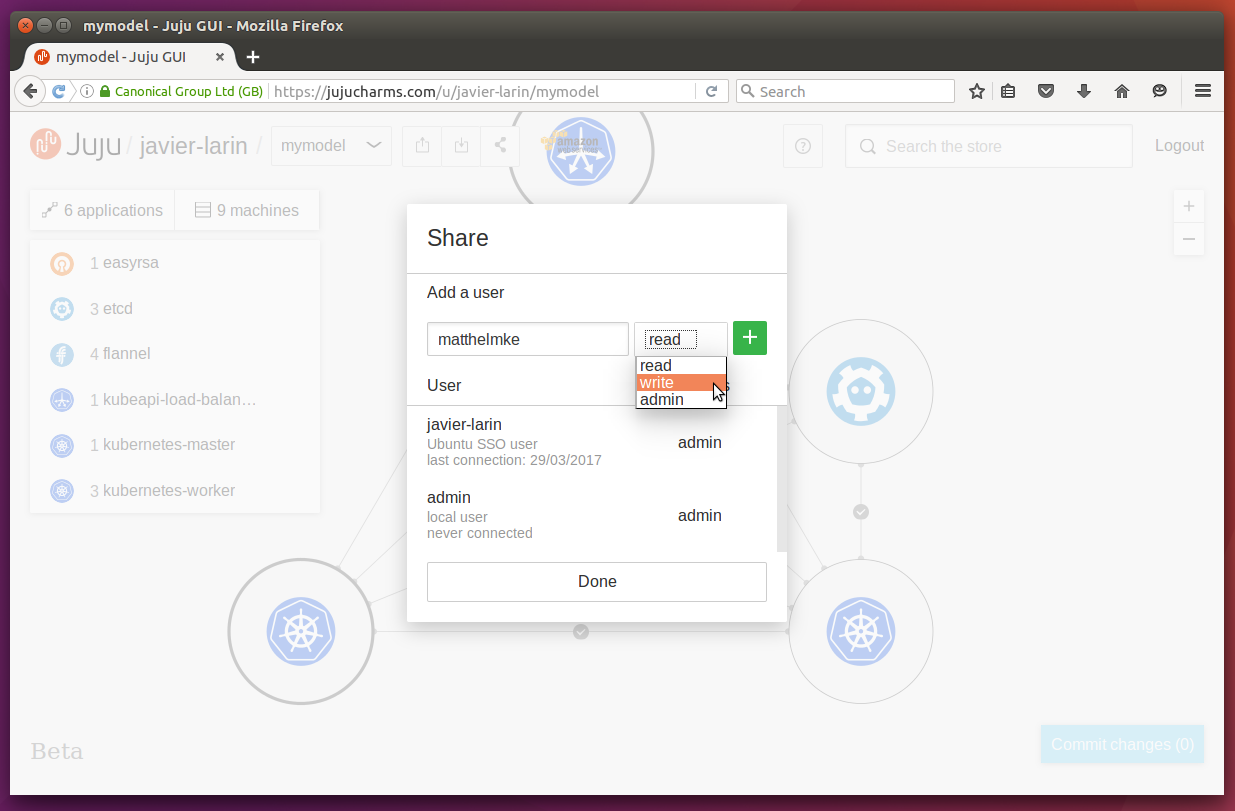 mymodel - Juju GUI - Mozilla Firefox
mymodel - Juju GUI
Canonical Group Ltd (GB)
https://jujucharms.com/u/javier-larin/mymodel
Search
Juju / javier-larin / mymodel
amazon
Search the store
Logout
6 applications
9 machines
1 easyrsa
3 etcd
4 flannel
1 kubeapi-load-balan…
1 kubernetes-master
3 kubernetes-worker
Share
Add a user
matthelmke
read
read
write
admin
User
javier-larin
Ubuntu SSO user
last connection: 29/03/2017
admin
admin
local user
never connected
admin
Done
Beta
Commit changes (0)